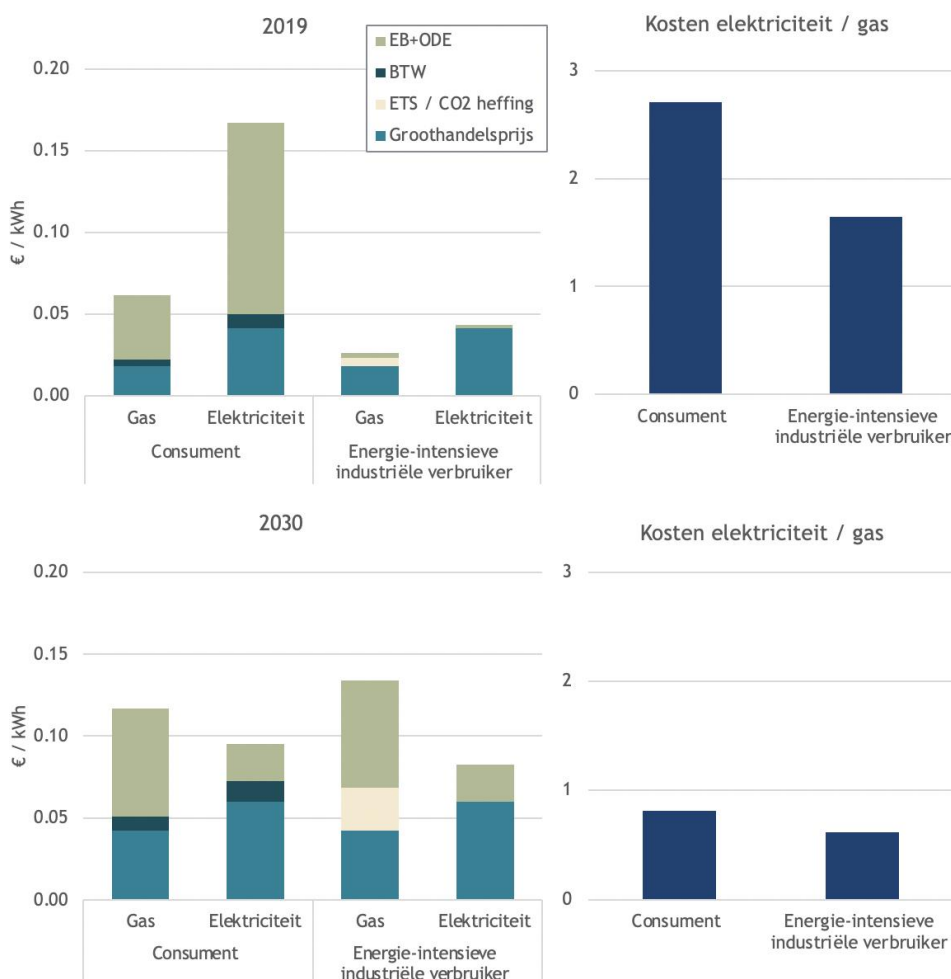 2019
EB+ODE
BTW
ETS / CO2 heffing
Groothandelsprijs
€ / kWh
0.20
0.15
0.10
0.05
0.00
Gas
Elektriciteit
Gas
Elektriciteit
Consument
Energie-intensieve
industriële verbruiker
Kosten elektriciteit / gas
3
2
1
0
Consument
Energie-intensieve
industriële verbruiker
2030
€ / kWh
0.20
0.15
0.10
0.05
0.00
Gas
Elektriciteit
Gas
Elektriciteit
Consument
Energie-intensieve
industriële verbruiker
Kosten elektriciteit / gas
3
2
1
0
Consument
Energie-intensieve
industriële verbruiker